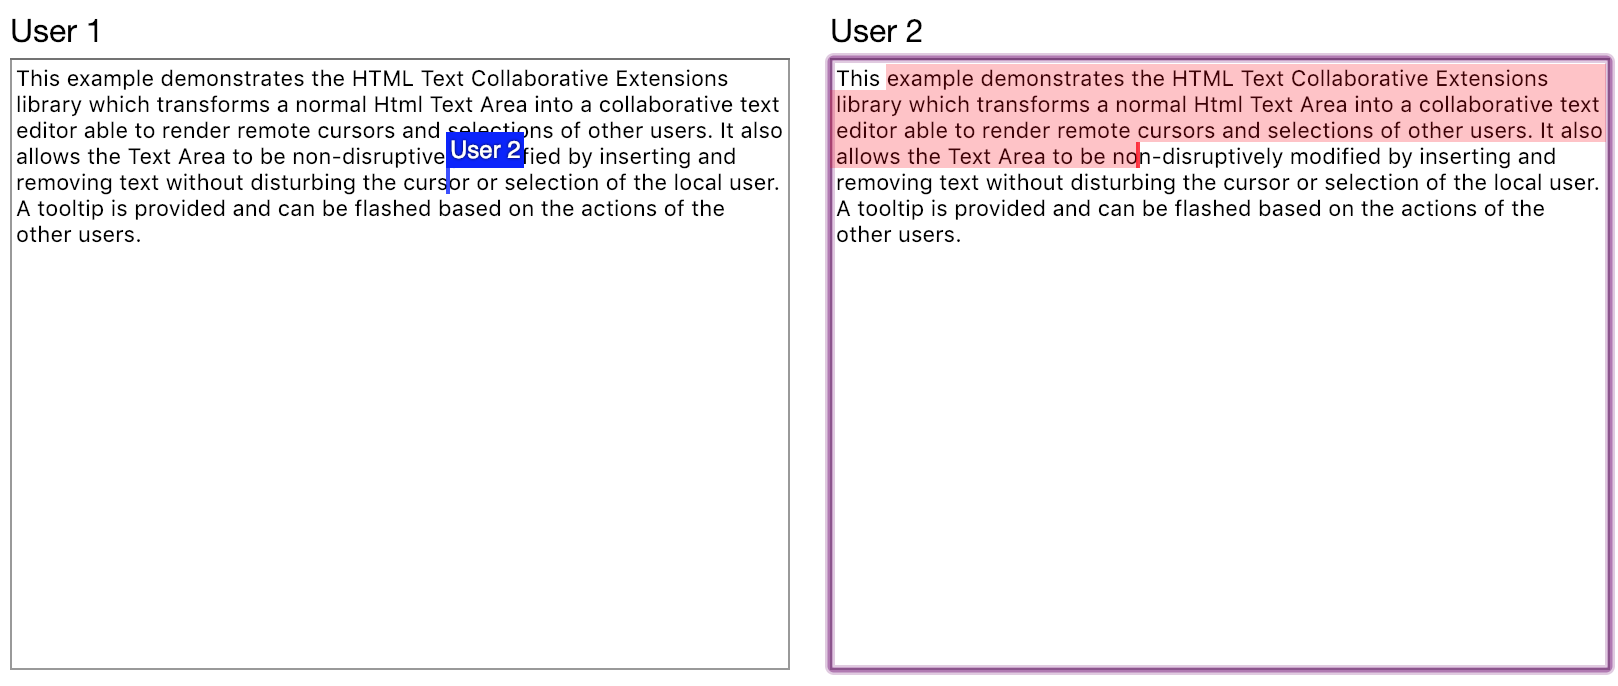 User 1
This example demonstrates the HTML Text Collaborative Extensions
library which transforms a normal Html Text Area into a collaborative text
editor able to render remote cursors and selections of other users. It also
allows the Text Area to be non-disruptive User 2 fied by inserting and
removing text without disturbing the cursor or selection of the local user.
A tooltip is provided and can be flashed based on the actions of the
other users.
User 2
This example demonstrates the HTML Text Collaborative Extensions
library which transforms a normal Html Text Area into a collaborative text
editor able to render remote cursors and selections of other users. It also
allows the Text Area to be non-disruptively modified by inserting and
removing text without disturbing the cursor or selection of the local user.
A tooltip is provided and can be flashed based on the actions of the
other users.